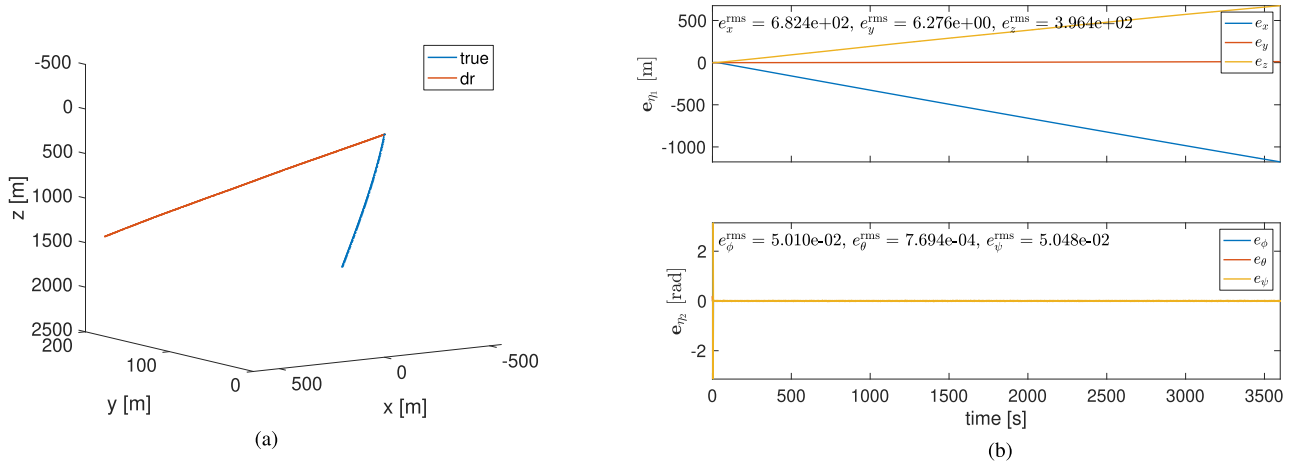 -500
0
500
1000
1500
2000
2500
z [m]
200
100
0
y [m]
500
0
-500
x [m]
true
dr
(a)
500
0
-500
-1000
e_{η_1} [m]
e_x^{rms} = 6.824e+02, e_y^{rms} = 6.276e+00, e_z^{rms} = 3.964e+02
e_x
e_y
e_z
2
0
-2
e_{η_2} [rad]
e_ϕ^{rms} = 5.010e-02, e_θ^{rms} = 7.694e-04, e_ψ^{rms} = 5.048e-02
e_ϕ
e_θ
e_ψ
0 500 1000 1500 2000 2500 3000 3500
time [s]
(b)